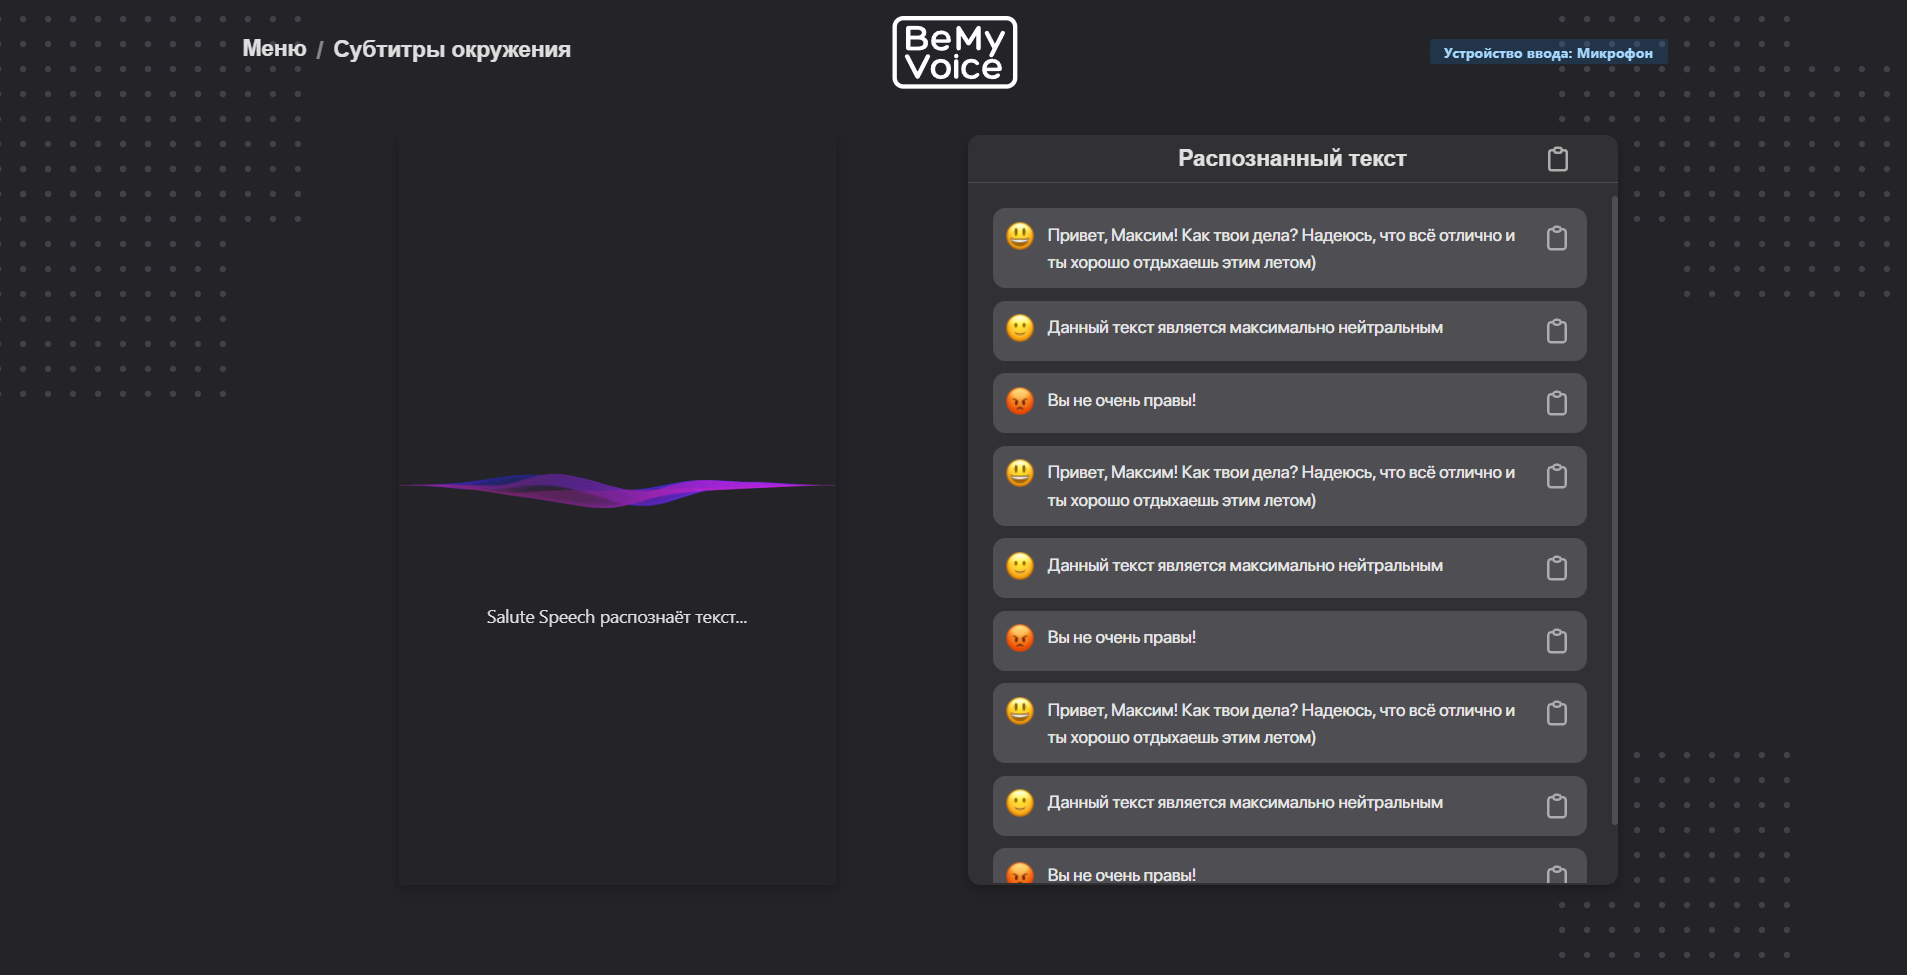 Меню / Субтитры окружения
BeMy
Voice
Устройство ввода: Микрофон
Salute Speech распознаёт текст...
Распознанный текст
Привет, Максим! Как твои дела? Надеюсь, что всё отлично и
ты хорошо отдыхаешь этим летом)
Данный текст является максимально нейтральным
Вы не очень правы!
Привет, Максим! Как твои дела? Надеюсь, что всё отлично и
ты хорошо отдыхаешь этим летом)
Данный текст является максимально нейтральным
Вы не очень правы!
Привет, Максим! Как твои дела? Надеюсь, что всё отлично и
ты хорошо отдыхаешь этим летом)
Данный текст является максимально нейтральным
Вы не очень правы!